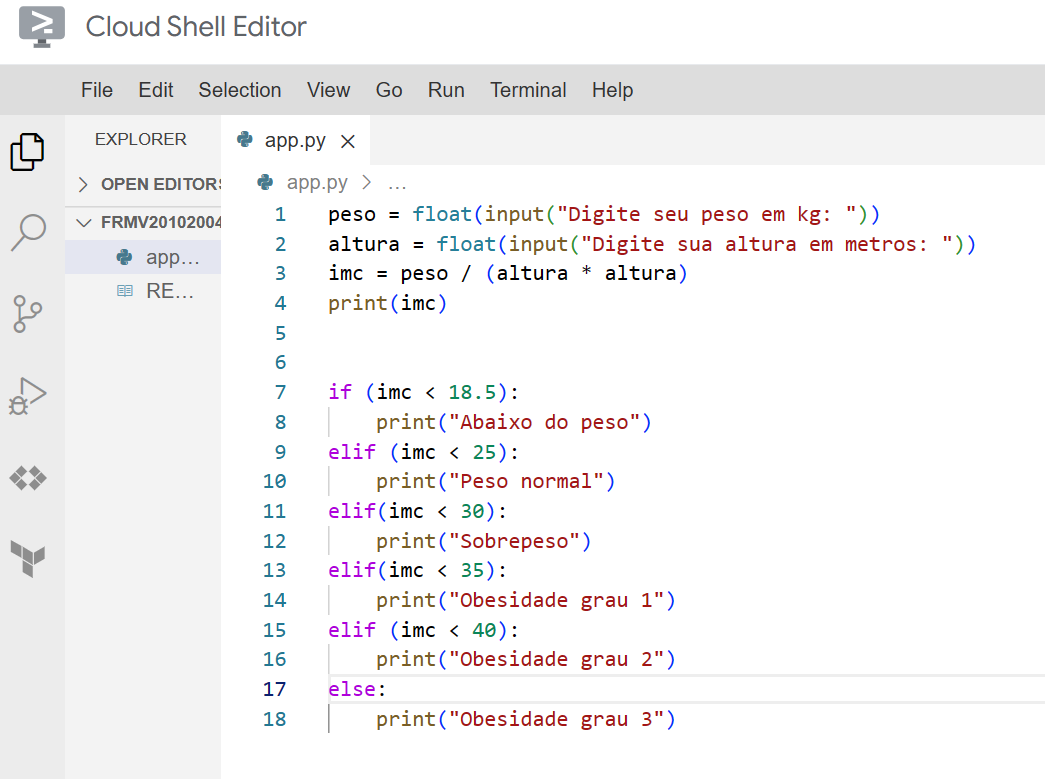 Cloud Shell Editor
File Edit Selection View Go Run Terminal Help
EXPLORER
app.py
OPEN EDITORS
app.py > ...
FRMV20102004
app...
RE...
1 peso = float(input("Digite seu peso em kg: "))
2 altura = float(input("Digite sua altura em metros: "))
3 imc = peso / (altura * altura)
4 print(imc)
5
6
7 if (imc < 18.5):
8     print("Abaixo do peso")
9 elif (imc < 25):
10     print("Peso normal")
11 elif(imc < 30):
12     print("Sobrepeso")
13 elif(imc < 35):
14     print("Obesidade grau 1")
15 elif (imc < 40):
16     print("Obesidade grau 2")
17 else:
18     print("Obesidade grau 3")